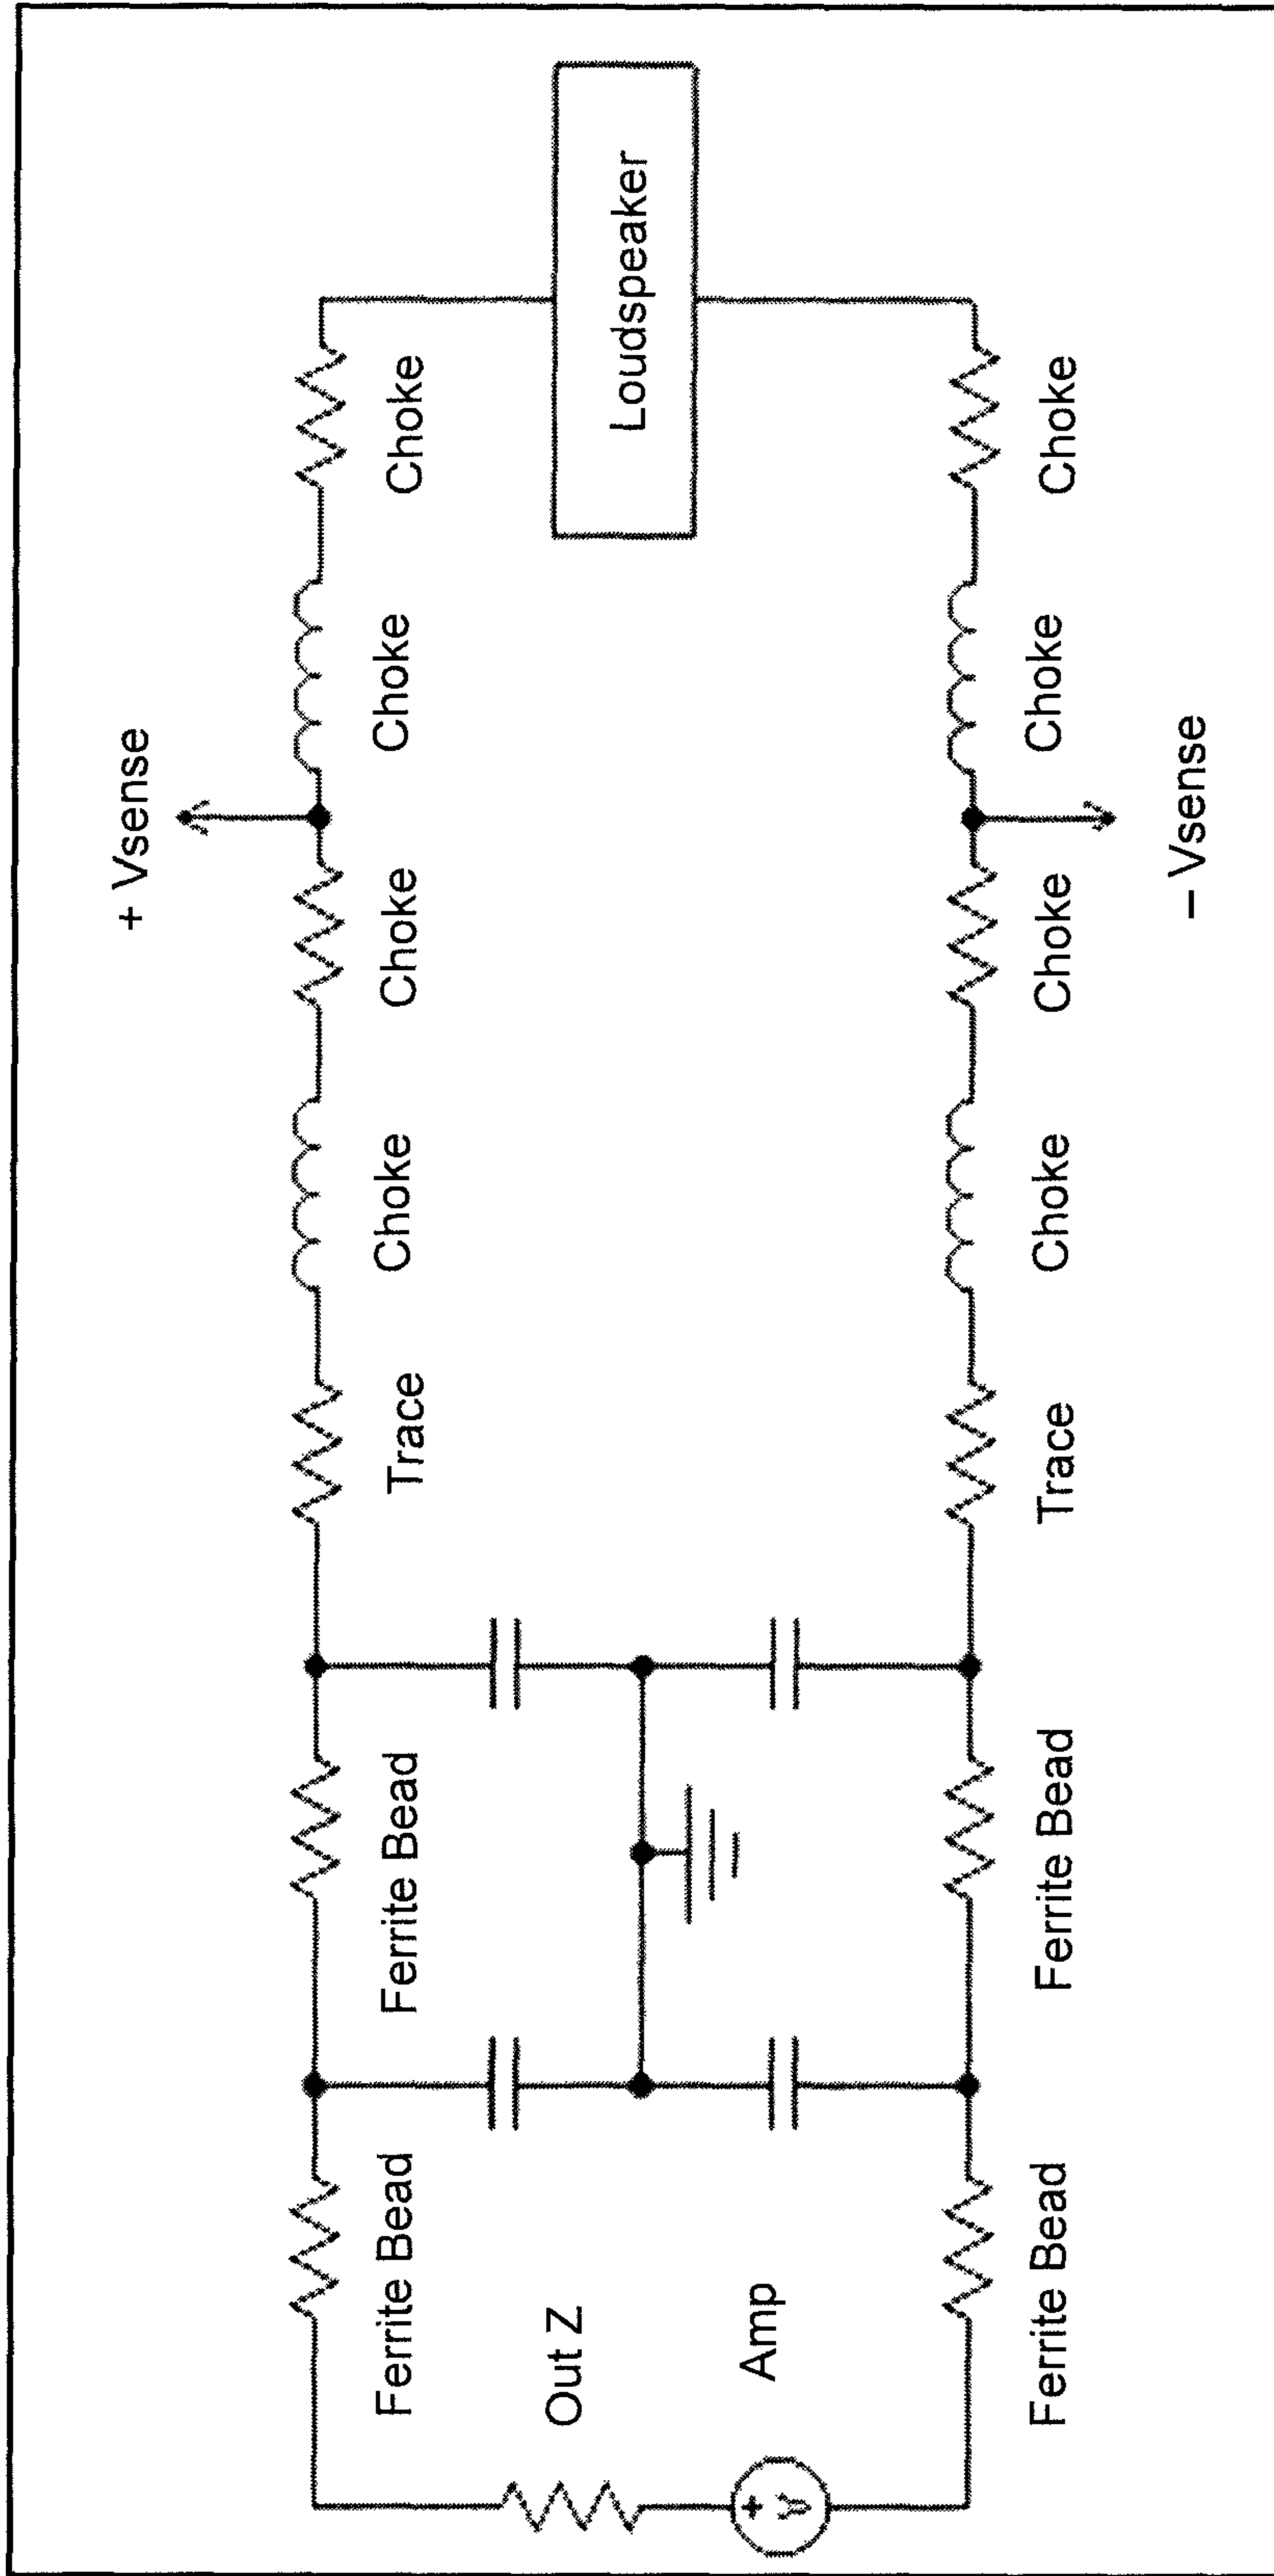 + Vsense
Ferrite Bead
Ferrite Bead
Trace
Choke
Choke
Choke
Choke
Out Z
Loudspeaker
Amp
+
V
Ferrite Bead
Ferrite Bead
Trace
Choke
Choke
Choke
Choke
– Vsense